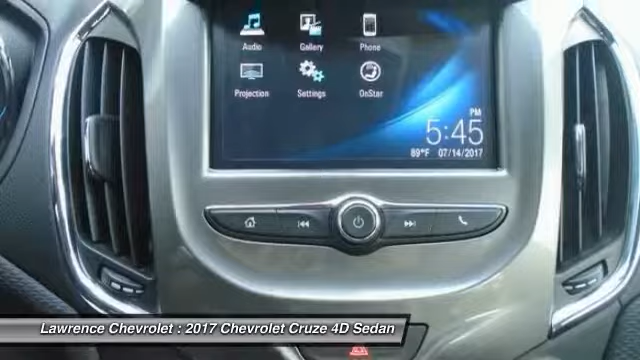 Audio Gallery Phone
Projection Settings OnStar
PM
5:45
89°F 07/14/2017
Lawrence Chevrolet : 2017 Chevrolet Cruze 4D Sedan